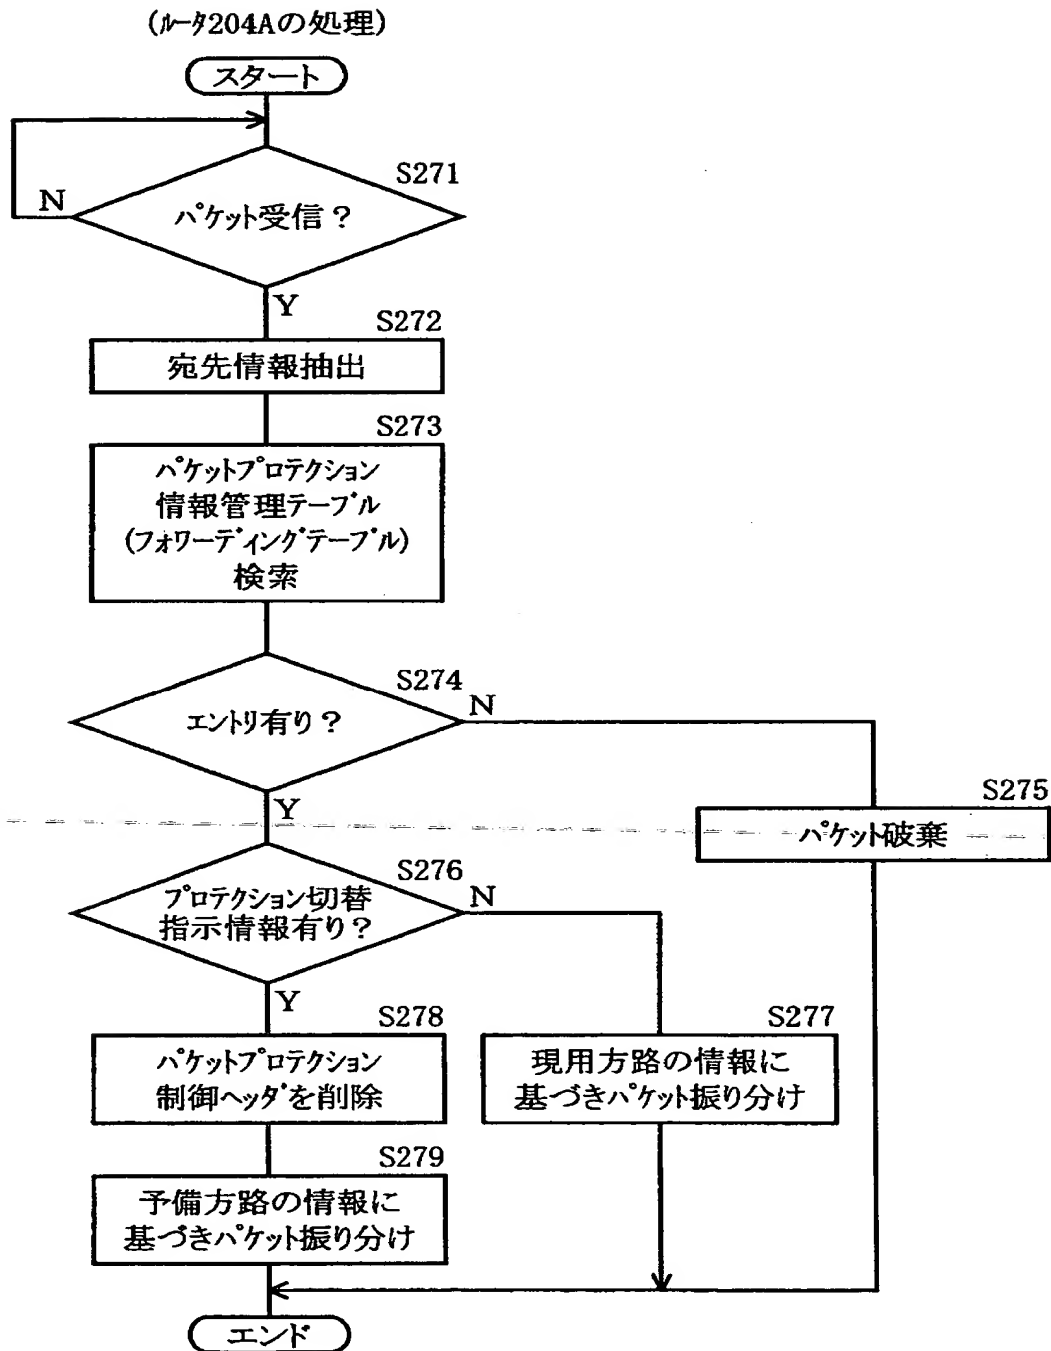 (ルータ204Aの処理)
スタート
S271
N
パケット受信？
Y
S272
宛先情報抽出
S273
パケットプロテクション
情報管理テーブル
(フォワーディングテーブル)
検索
S274
N
エントリ有り？
Y
S275
パケット破棄
S276
N
プロテクション切替
指示情報有り？
Y
S278
パケットプロテクション
制御ヘッダを削除
S277
現用方路の情報に
基づきパケット振り分け
S279
予備方路の情報に
基づきパケット振り分け
エンド